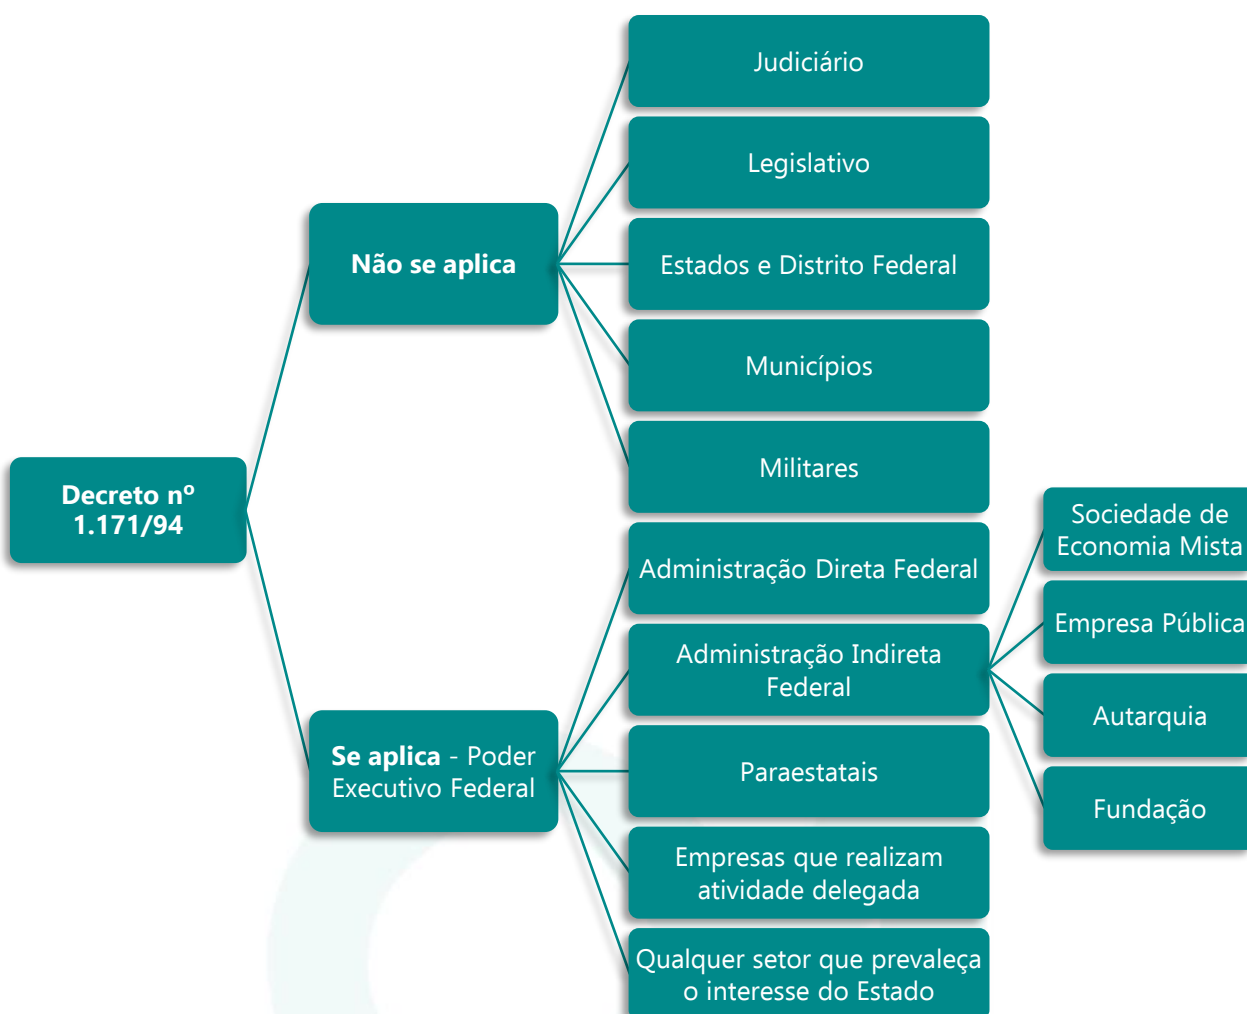 Decreto nº
1.171/94
Não se aplica
Judiciário
Legislativo
Estados e Distrito Federal
Municípios
Militares
Se aplica - Poder
Executivo Federal
Administração Direta Federal
Administração Indireta
Federal
Sociedade de
Economia Mista
Empresa Pública
Autarquia
Fundação
Paraestatais
Empresas que realizam
atividade delegada
Qualquer setor que prevaleça
o interesse do Estado